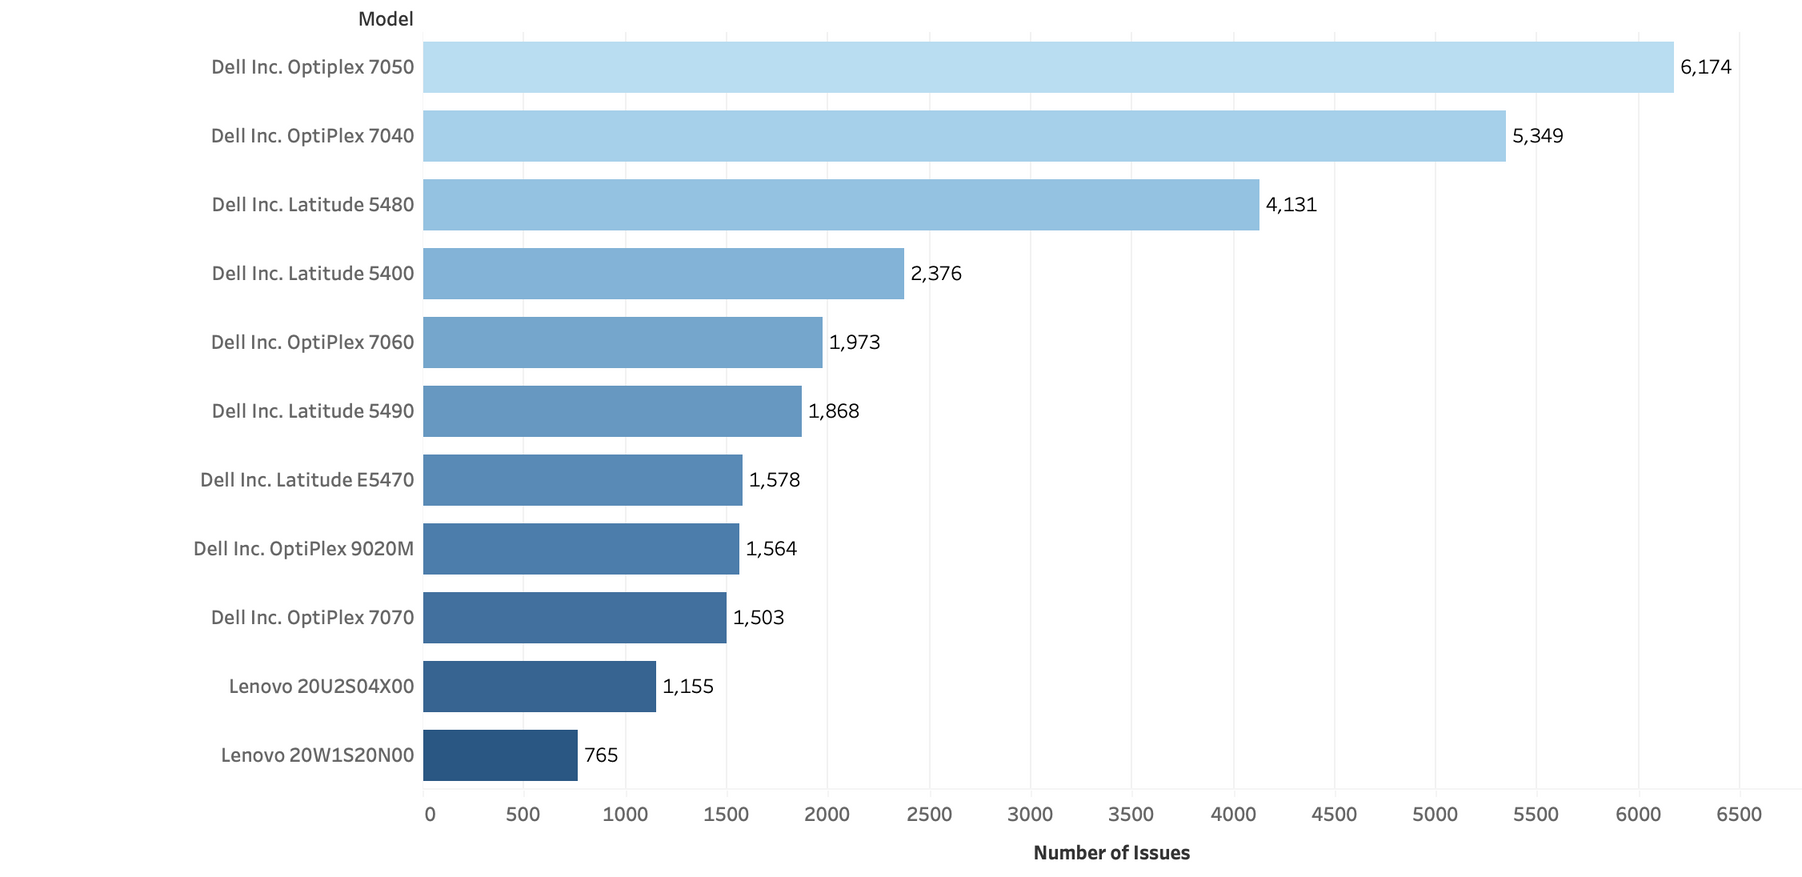 Model
Dell Inc. Optiplex 7050 6,174
Dell Inc. OptiPlex 7040 5,349
Dell Inc. Latitude 5480 4,131
Dell Inc. Latitude 5400 2,376
Dell Inc. OptiPlex 7060 1,973
Dell Inc. Latitude 5490 1,868
Dell Inc. Latitude E5470 1,578
Dell Inc. OptiPlex 9020M 1,564
Dell Inc. OptiPlex 7070 1,503
Lenovo 20U2S04X00 1,155
Lenovo 20W1S20N00 765
0 500 1000 1500 2000 2500 3000 3500 4000 4500 5000 5500 6000 6500
Number of Issues